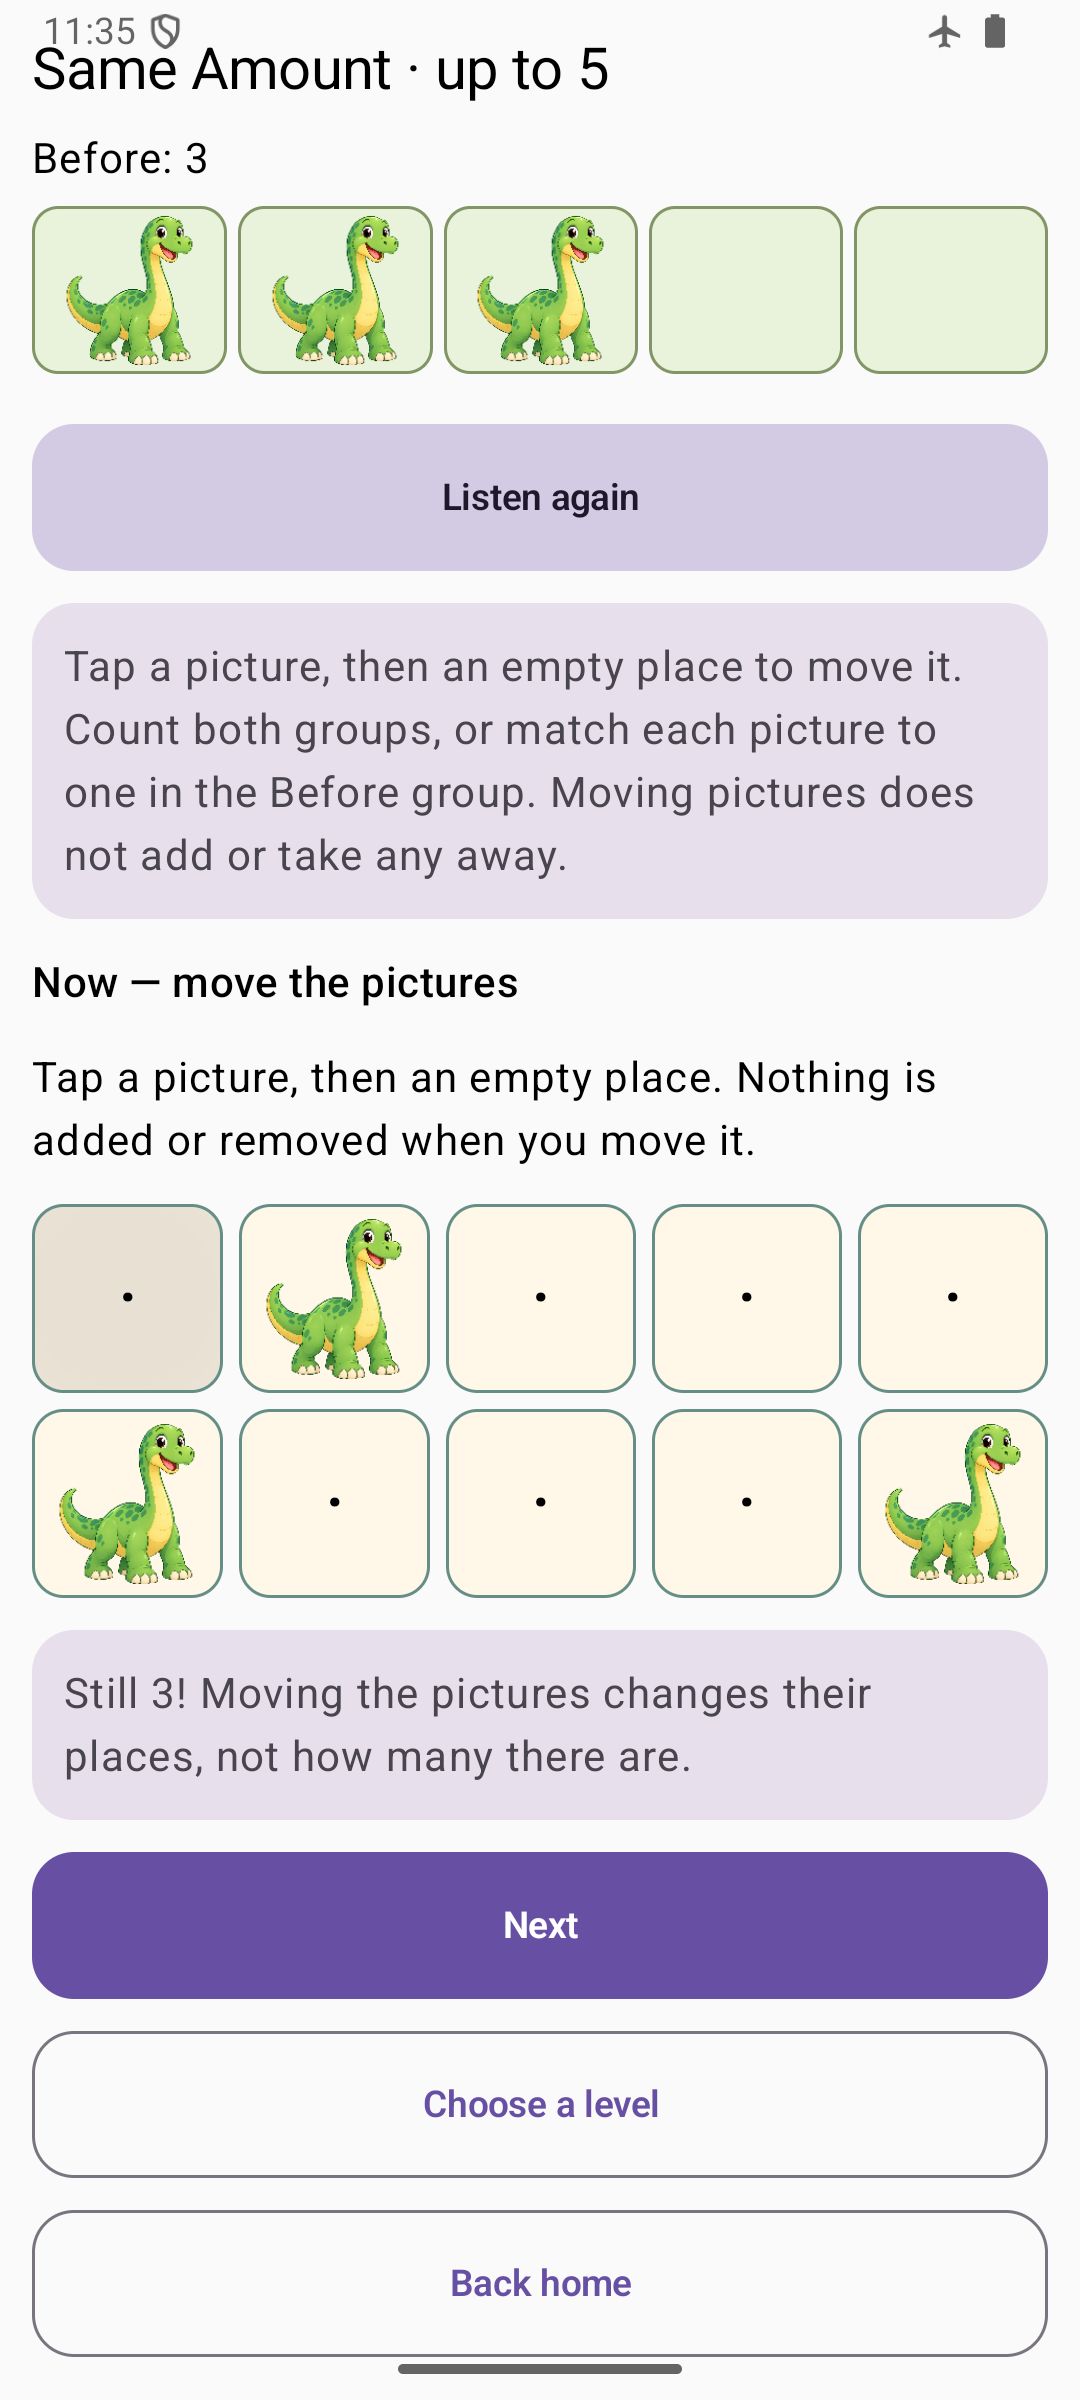 11:35
Same Amount · up to 5
Before: 3
Listen again
Tap a picture, then an empty place to move it.
Count both groups, or match each picture to
one in the Before group. Moving pictures does
not add or take any away.
Now — move the pictures
Tap a picture, then an empty place. Nothing is
added or removed when you move it.
Still 3! Moving the pictures changes their
places, not how many there are.
Next
Choose a level
Back home